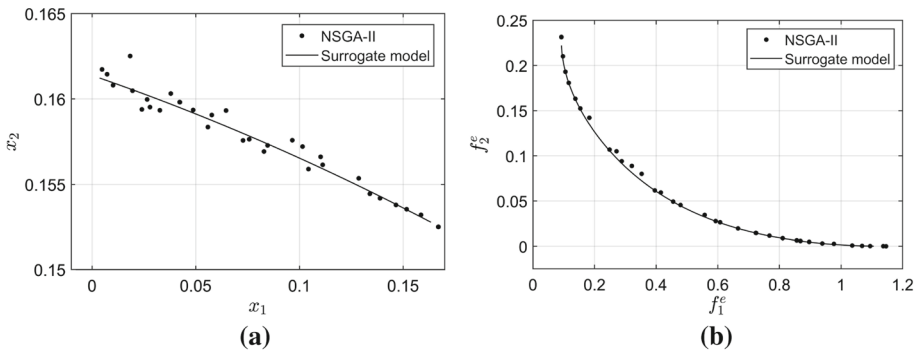 0.165
0.16
0.155
0.15
x₂
0
0.05
0.1
0.15
x₁
NSGA-II
Surrogate model
(a)
0.25
0.2
0.15
0.1
0.05
0
f₂ᵉ
0
0.2
0.4
0.6
0.8
1
1.2
f₁ᵉ
NSGA-II
Surrogate model
(b)